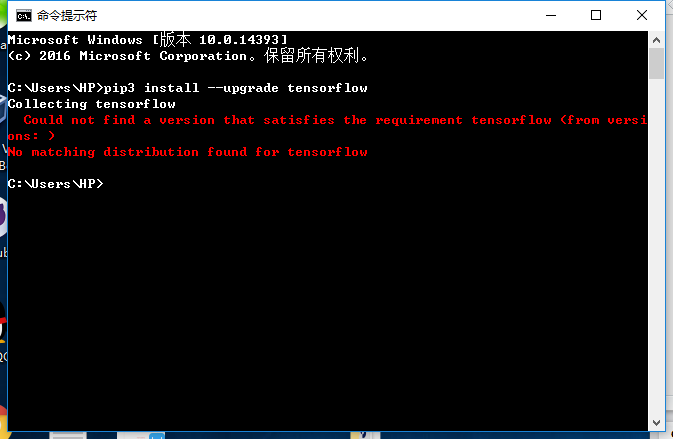 命令提示符
Microsoft Windows [版本 10.0.14393]
(c) 2016 Microsoft Corporation。保留所有权利。
C:\Users\HP>pip3 install --upgrade tensorflow
Collecting tensorflow
Could not find a version that satisfies the requirement tensorflow (from versi
ons: )
No matching distribution found for tensorflow
C:\Users\HP>